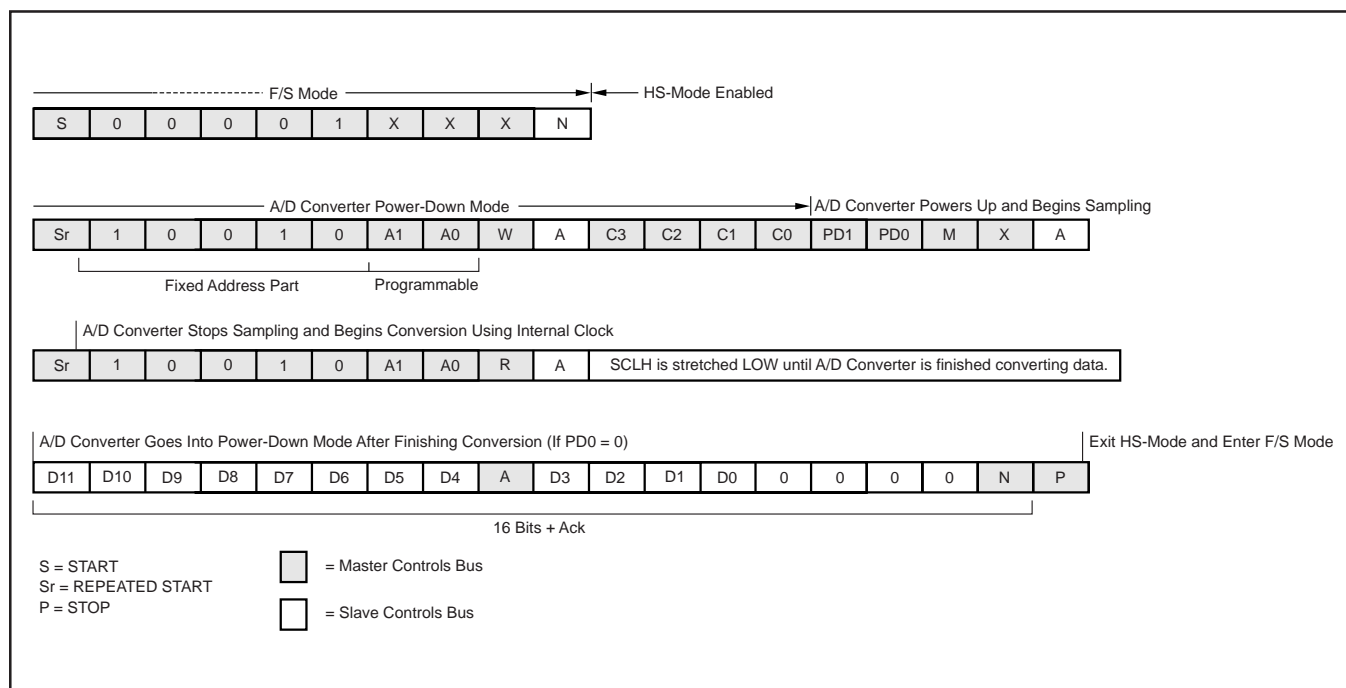 F/S Mode HS-Mode Enabled
S 0 0 0 0 1 X X X N
A/D Converter Power-Down Mode A/D Converter Powers Up and Begins Sampling
Sr 1 0 0 1 0 A1 A0 W A C3 C2 C1 C0 PD1 PD0 M X A
Fixed Address Part Programmable
A/D Converter Stops Sampling and Begins Conversion Using Internal Clock
Sr 1 0 0 1 0 A1 A0 R A SCLH is stretched LOW until A/D Converter is finished converting data.
A/D Converter Goes Into Power-Down Mode After Finishing Conversion (If PD0 = 0) Exit HS-Mode and Enter F/S Mode
D11 D10 D9 D8 D7 D6 D5 D4 A D3 D2 D1 D0 0 0 0 0 N P
16 Bits + Ack
S = START
Sr = REPEATED START
P = STOP
= Master Controls Bus
= Slave Controls Bus